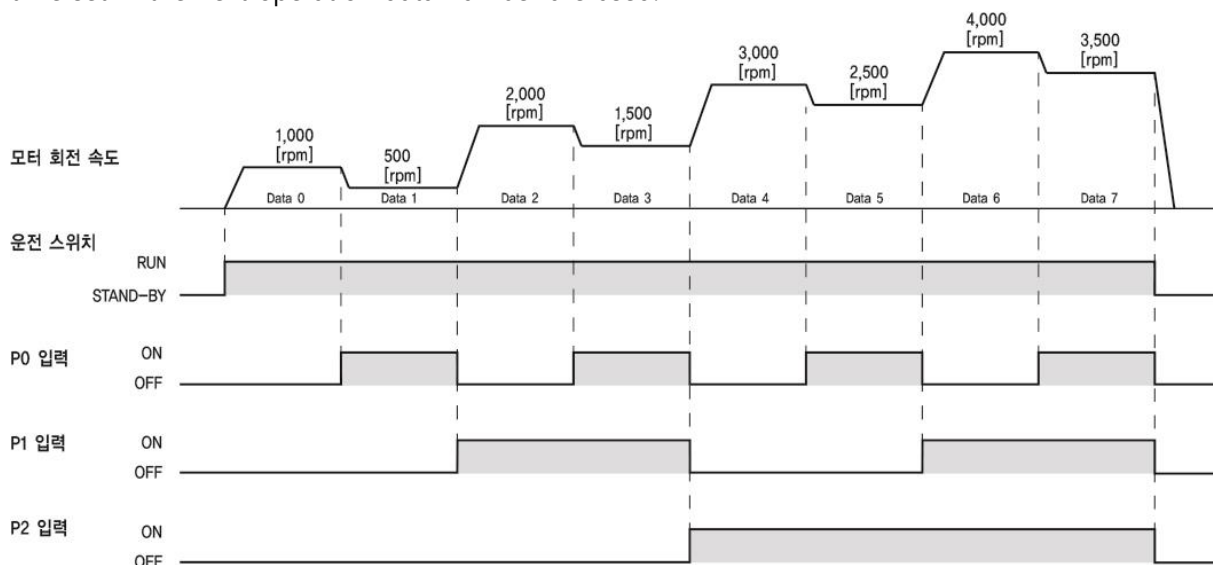 4,000
[rpm]
3,500
[rpm]
3,000
[rpm]
2,500
[rpm]
2,000
[rpm]
1,500
[rpm]
1,000
[rpm]
500
[rpm]
모터 회전 속도
Data 0 Data 1 Data 2 Data 3 Data 4 Data 5 Data 6 Data 7
운전 스위치
RUN
STAND-BY
P0 입력 ON
OFF
P1 입력 ON
OFF
P2 입력 ON
OFF